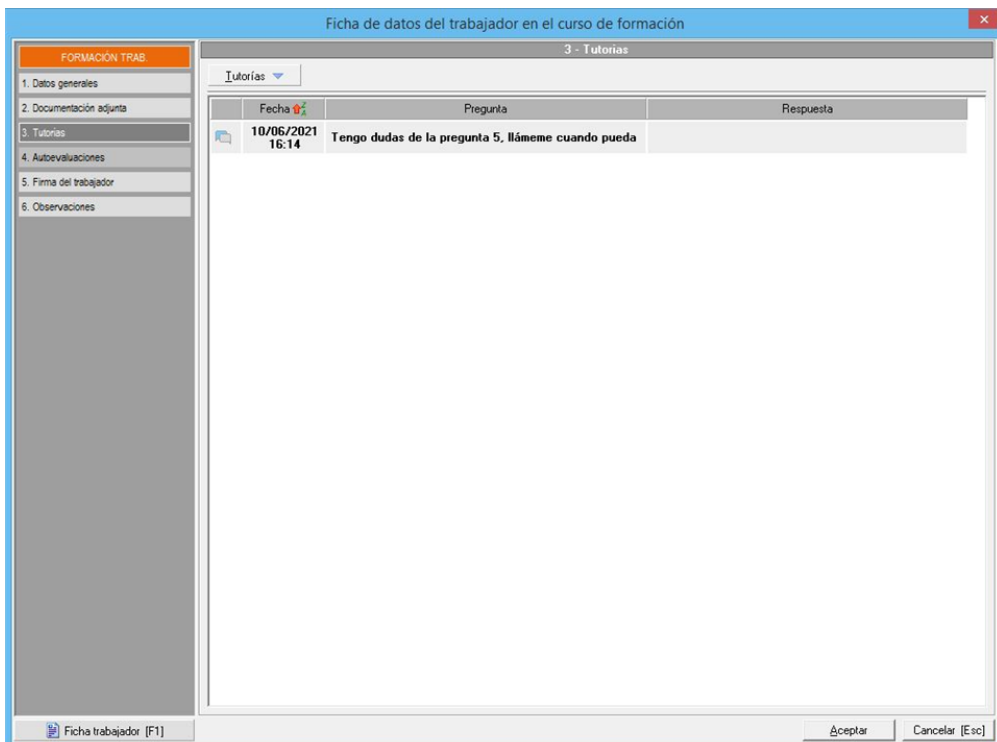 Ficha de datos del trabajador en el curso de formación
FORMACIÓN TRAB.
1. Datos generales
2. Documentación adjunta
3. Tutorias
4. Autoevaluaciones
5. Firma del trabajador
6. Observaciones
3 - Tutorias
Tutorías
Fecha Pregunta Respuesta
10/06/2021
16:14
Tengo dudas de la pregunta 5, llámeme cuando pueda
Ficha trabajador [F1]
Aceptar
Cancelar [Esc]